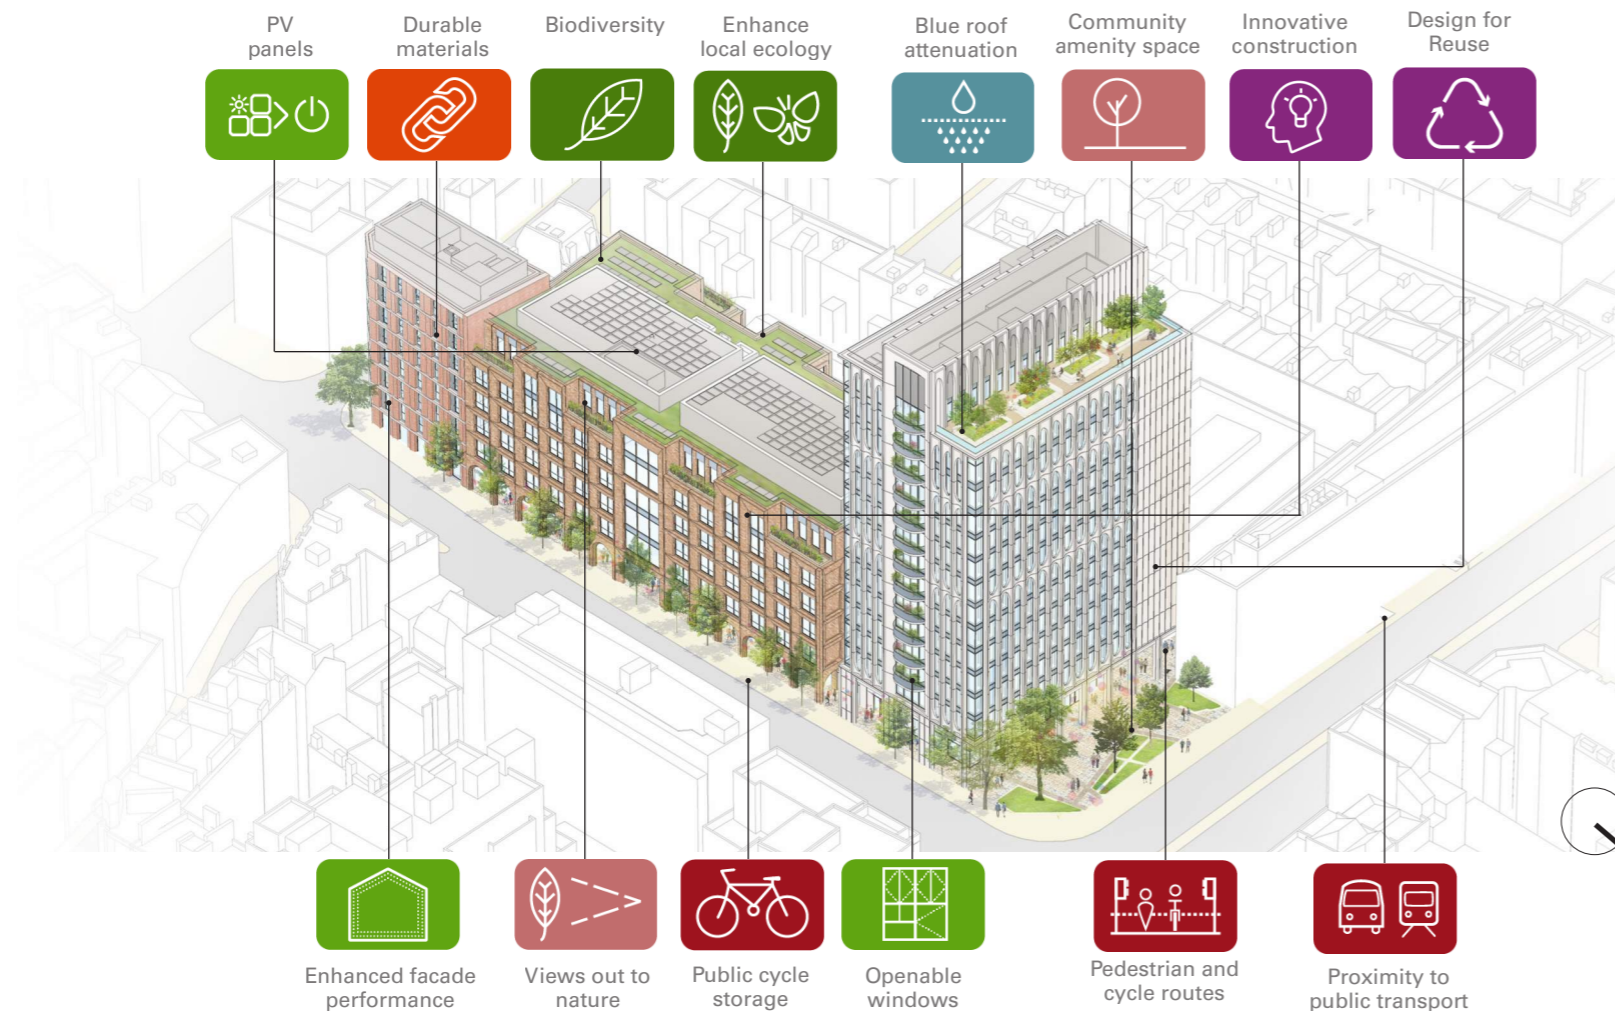 PV
panels
Durable
materials
Biodiversity
Enhance
local ecology
Blue roof
attenuation
Community
amenity space
Innovative
construction
Design for
Reuse
Enhanced facade
performance
Views out to
nature
Public cycle
storage
Openable
windows
Pedestrian and
cycle routes
Proximity to
public transport